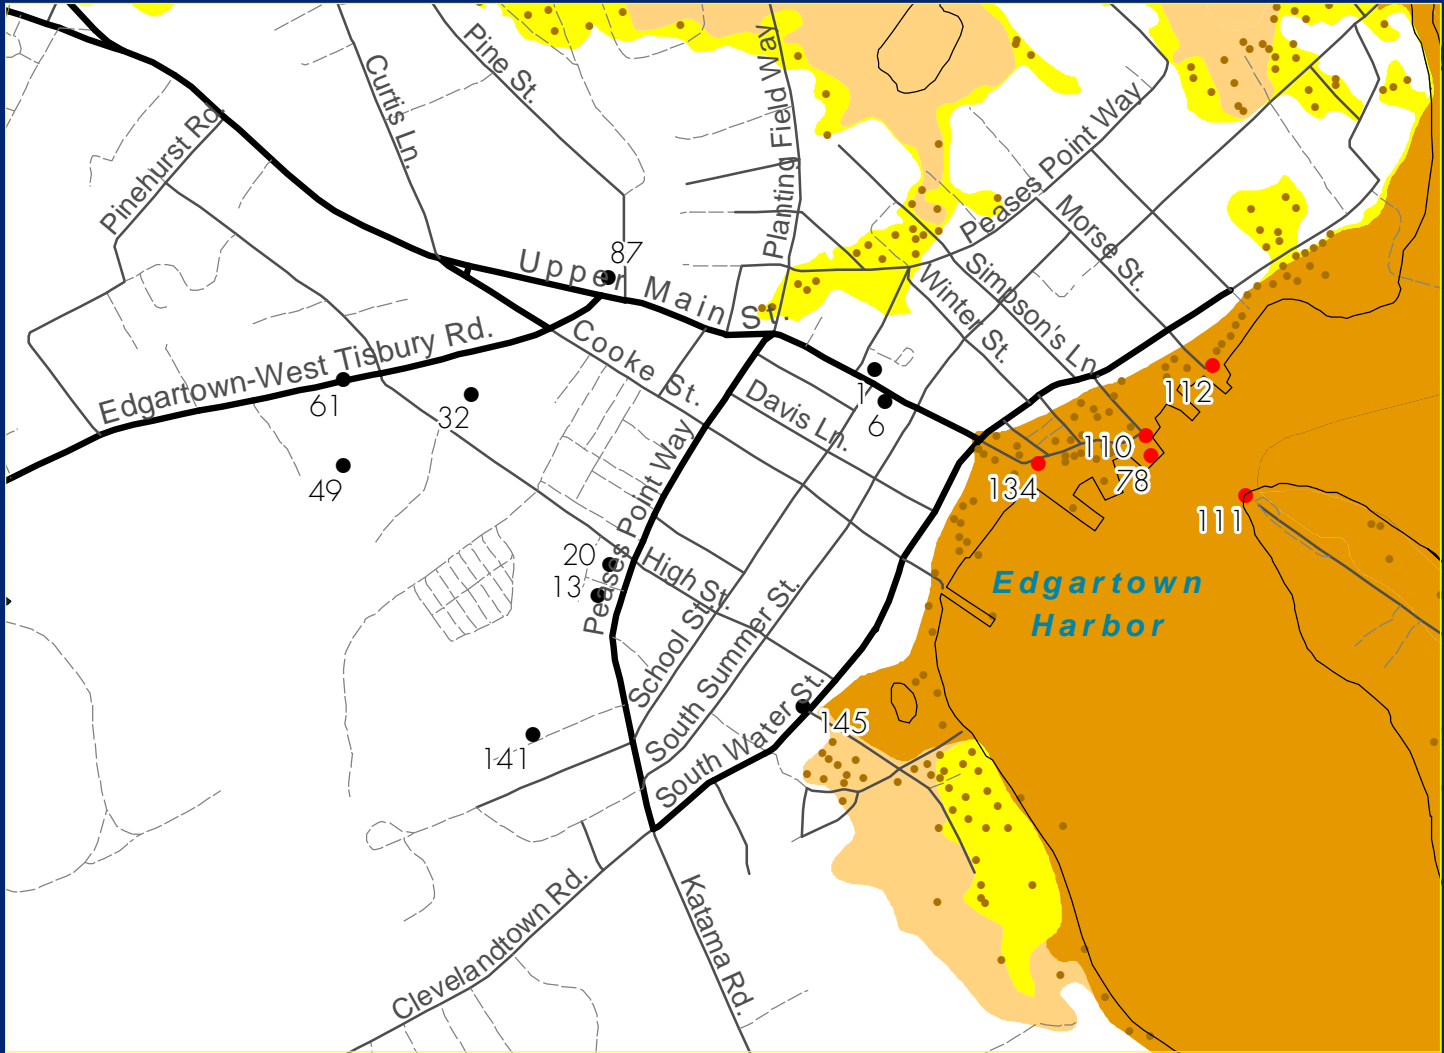 Pine St.
Curtis Ln.
Planting Field Way
Pinehurst Rd.
Peases Point Way
Morse St.
87
Upper Main St.
Simpson's Ln.
Winter St.
Edgartown-West Tisbury Rd.
Cooke St.
Davis Ln.
61
32
1
6
112
110
78
134
49
111
Peases Point Way
20
13
High St.
Edgartown
Harbor
School St.
South Summer St.
South Water St.
145
141
Katama Rd.
Clevelandtown Rd.